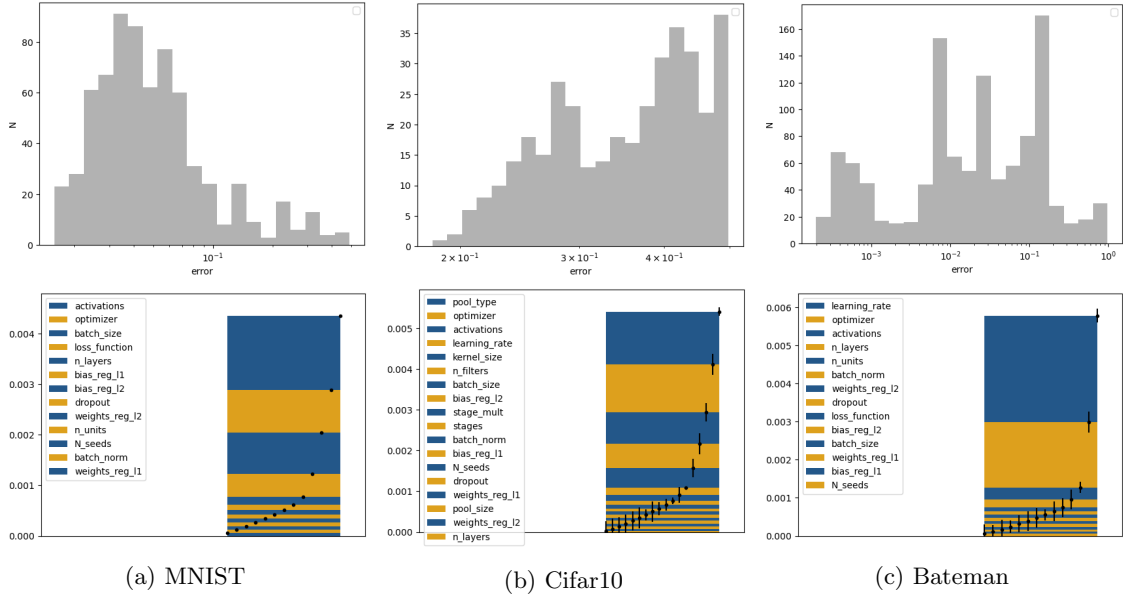 80
60
40
20
0
N
10⁻¹
error
35
30
25
20
15
10
5
0
N
2 × 10⁻¹
3 × 10⁻¹
4 × 10⁻¹
error
160
140
120
100
80
60
40
20
0
N
10⁻³
10⁻²
10⁻¹
10⁰
error
0.004
0.003
0.002
0.001
0.000
activations
optimizer
batch_size
loss_function
n_layers
bias_reg_l1
bias_reg_l2
dropout
weights_reg_l2
n_units
N_seeds
batch_norm
weights_reg_l1
0.005
0.004
0.003
0.002
0.001
0.000
pool_type
optimizer
activations
learning_rate
kernel_size
n_filters
batch_size
bias_reg_l2
stage_mult
stages
batch_norm
bias_reg_l1
N_seeds
dropout
weights_reg_l1
pool_size
weights_reg_l2
n_layers
0.006
0.005
0.004
0.003
0.002
0.001
0.000
learning_rate
optimizer
activations
n_layers
n_units
batch_norm
weights_reg_l2
dropout
loss_function
bias_reg_l2
batch_size
weights_reg_l1
bias_reg_l1
N_seeds
(a) MNIST
(b) Cifar10
(c) Bateman